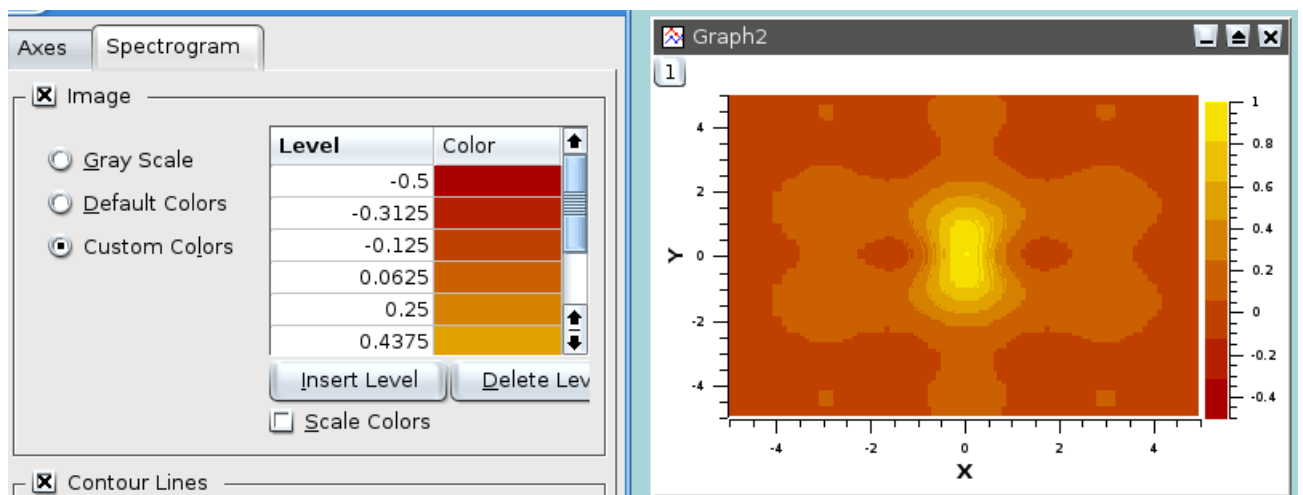 Axes Spectrogram
Image
Gray Scale
Default Colors
Custom Colors
Level Color
-0.5
-0.3125
-0.125
0.0625
0.25
0.4375
Insert Level Delete Lev
Scale Colors
Contour Lines
Graph2
1
4
2
0
-2
-4
Y
-4 -2 0 2 4
X
1
0.8
0.6
0.4
0.2
0
-0.2
-0.4